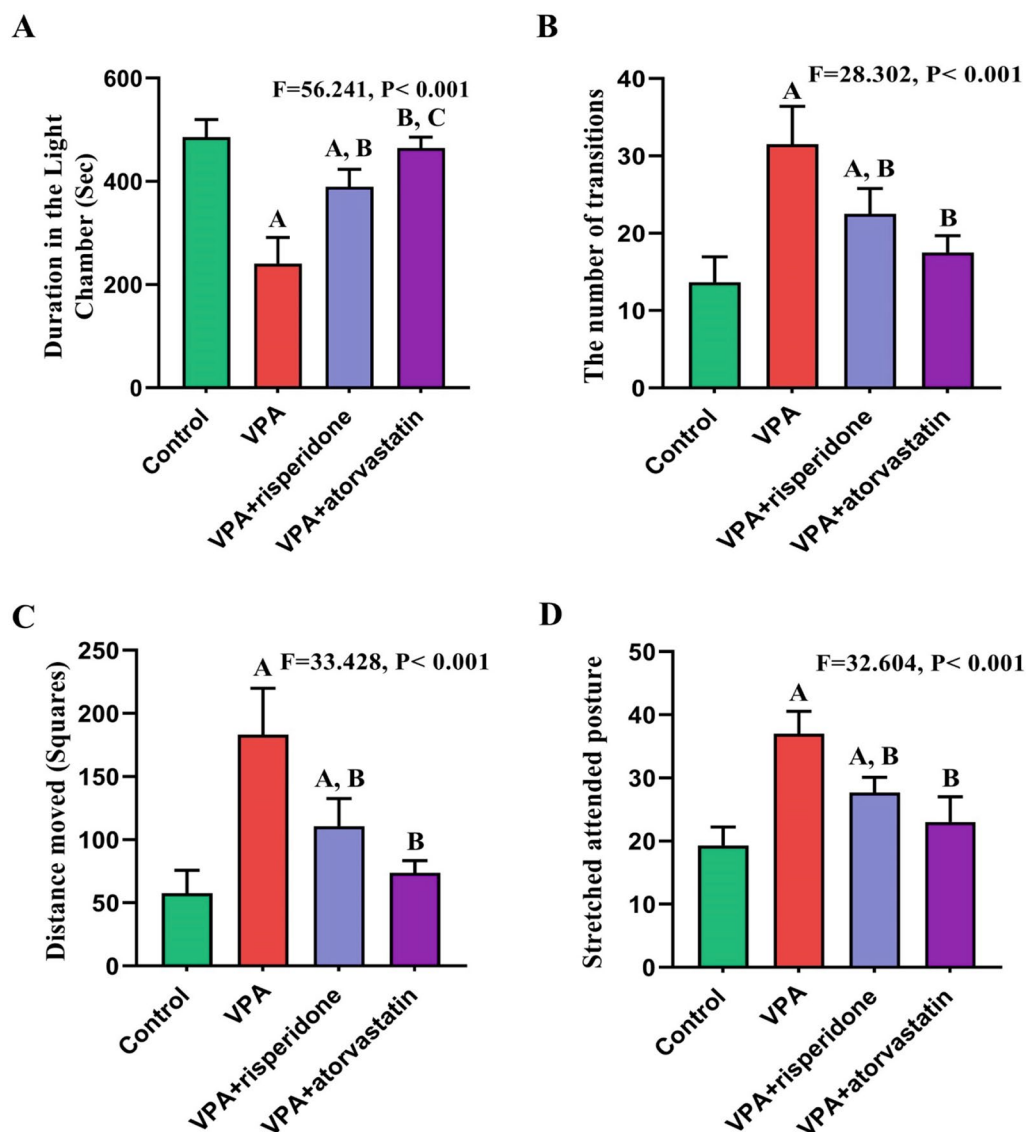 A
F=56.241, P< 0.001
Duration in the Light
Chamber (Sec)
600
400
200
0
A
A, B
B, C
Control
VPA
VPA+risperidone
VPA+atorvastatin
B
F=28.302, P< 0.001
The number of transitions
40
30
20
10
0
A
A, B
B
Control
VPA
VPA+risperidone
VPA+atorvastatin
C
F=33.428, P< 0.001
Distance moved (Squares)
250
200
150
100
50
0
A
A, B
B
Control
VPA
VPA+risperidone
VPA+atorvastatin
D
F=32.604, P< 0.001
Stretched attended posture
50
40
30
20
10
0
A
A, B
B
Control
VPA
VPA+risperidone
VPA+atorvastatin